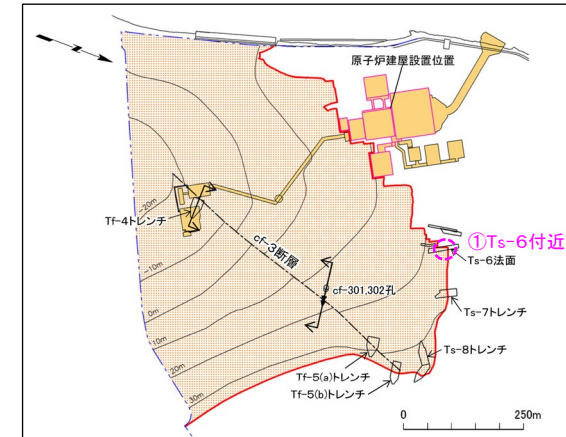 原子炉建屋設置位置
-20m
Tf-4トレンチ
-10m
cf-3断層
①Ts-6付近
Ts-6法面
0m
cf-301,302孔
Ts-7トレンチ
10m
20m
Ts-8トレンチ
Tf-5(a)トレンチ
30m
Tf-5(b)トレンチ
0 250m